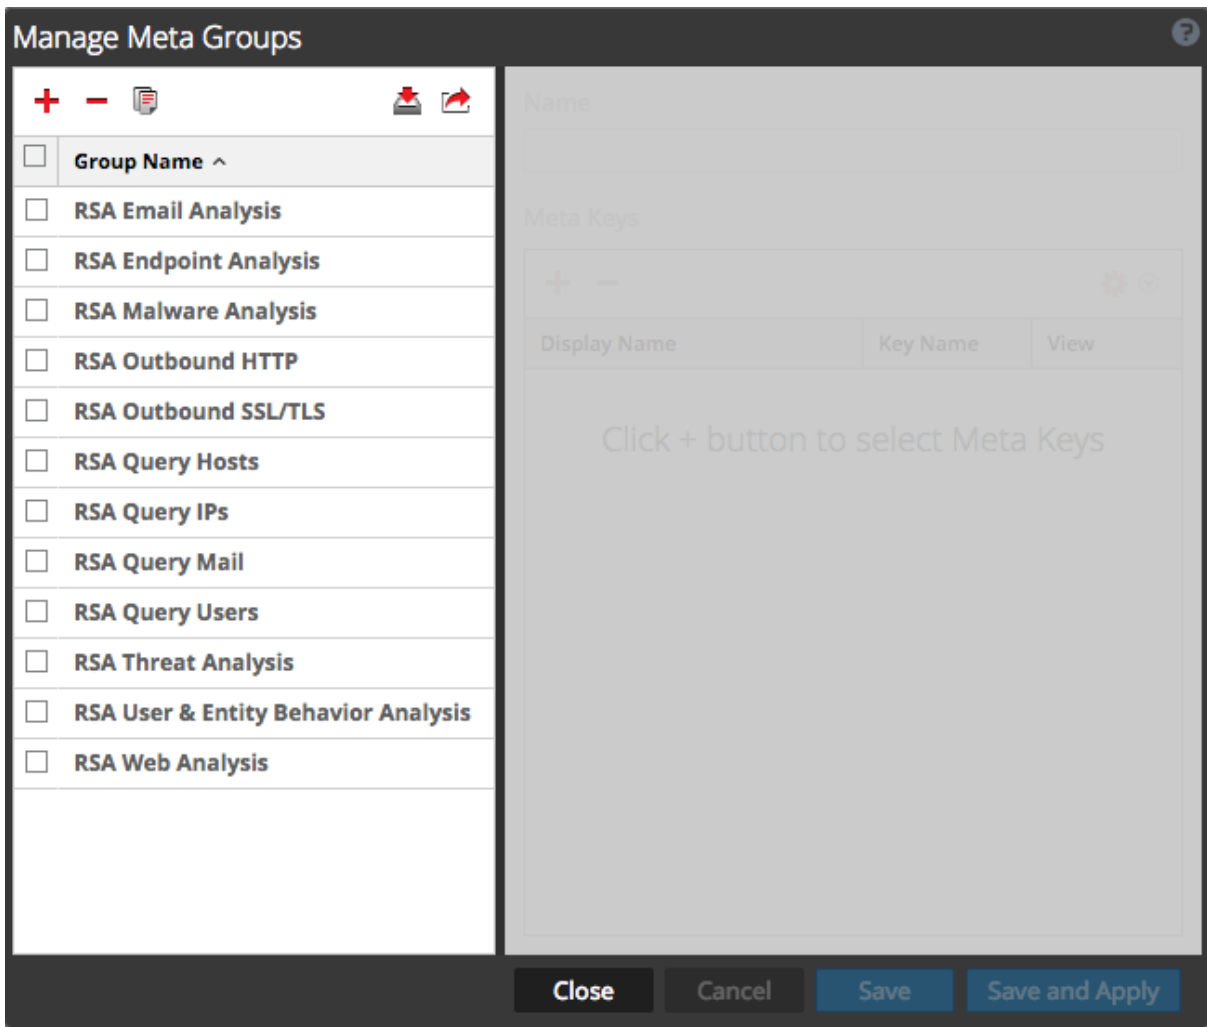 Manage Meta Groups
Group Name
RSA Email Analysis
RSA Endpoint Analysis
RSA Malware Analysis
RSA Outbound HTTP
RSA Outbound SSL/TLS
RSA Query Hosts
RSA Query IPs
RSA Query Mail
RSA Query Users
RSA Threat Analysis
RSA User & Entity Behavior Analysis
RSA Web Analysis
Name
Meta Keys
Display Name Key Name View
Click + button to select Meta Keys
Close Cancel Save Save and Apply